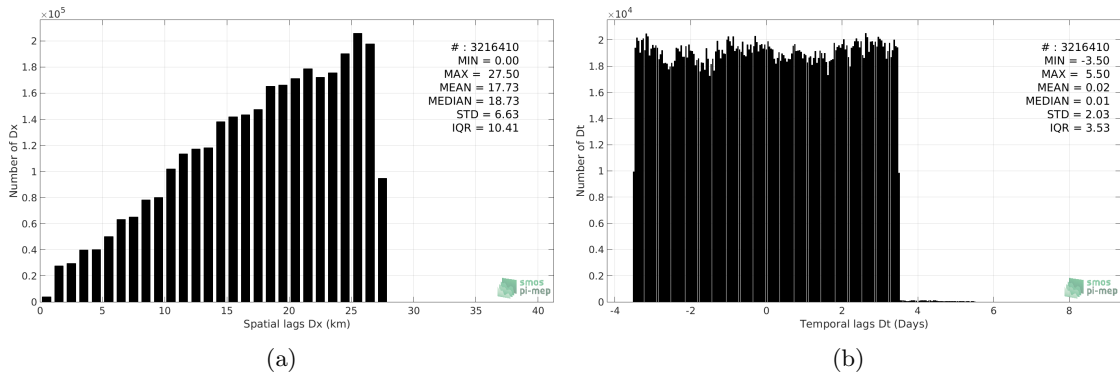 ×10⁵
2
1.8
1.6
1.4
1.2
1
0.8
0.6
0.4
0.2
0
Number of Dx
# : 3216410
MIN = 0.00
MAX = 27.50
MEAN = 17.73
MEDIAN = 18.73
STD = 6.63
IQR = 10.41
smos
pi-mep
0 5 10 15 20 25 30 35 40
Spatial lags Dx (km)
(a)
×10⁴
2
1.8
1.6
1.4
1.2
1
0.8
0.6
0.4
0.2
0
Number of Dt
# : 3216410
MIN = -3.50
MAX = 5.50
MEAN = 0.02
MEDIAN = 0.01
STD = 2.03
IQR = 3.53
smos
pi-mep
-4 -2 0 2 4 6 8
Temporal lags Dt (Days)
(b)